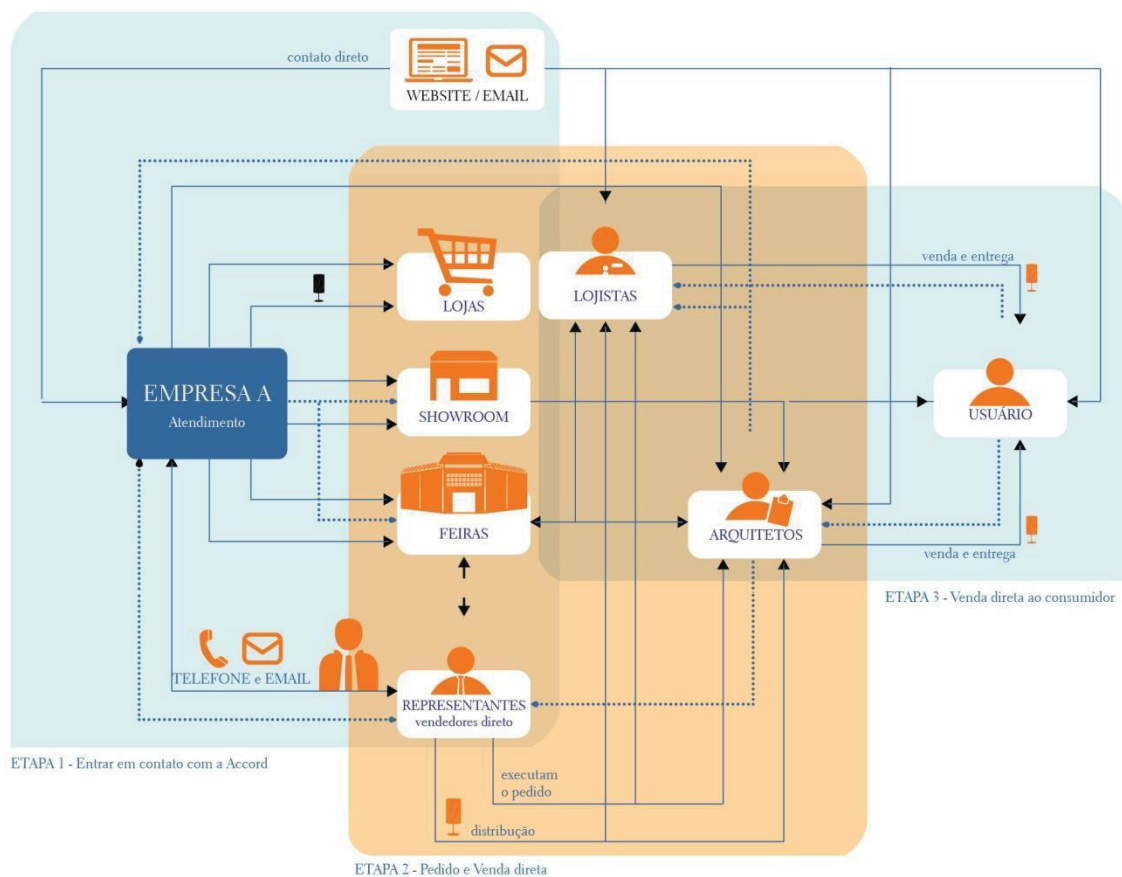 contato direto
WEBSITE / EMAIL
LOJAS
LOJISTAS
venda e entrega
EMPRESA A
Atendimento
SHOWROOM
USUÁRIO
FEIRAS
ARQUITETOS
venda e entrega
ETAPA 3 - Venda direta ao consumidor
TELEFONE e EMAIL
REPRESENTANTES
vendedores direto
ETAPA 1 - Entrar em contato com a Accord
executam
o pedido
distribuição
ETAPA 2 - Pedido e Venda direta